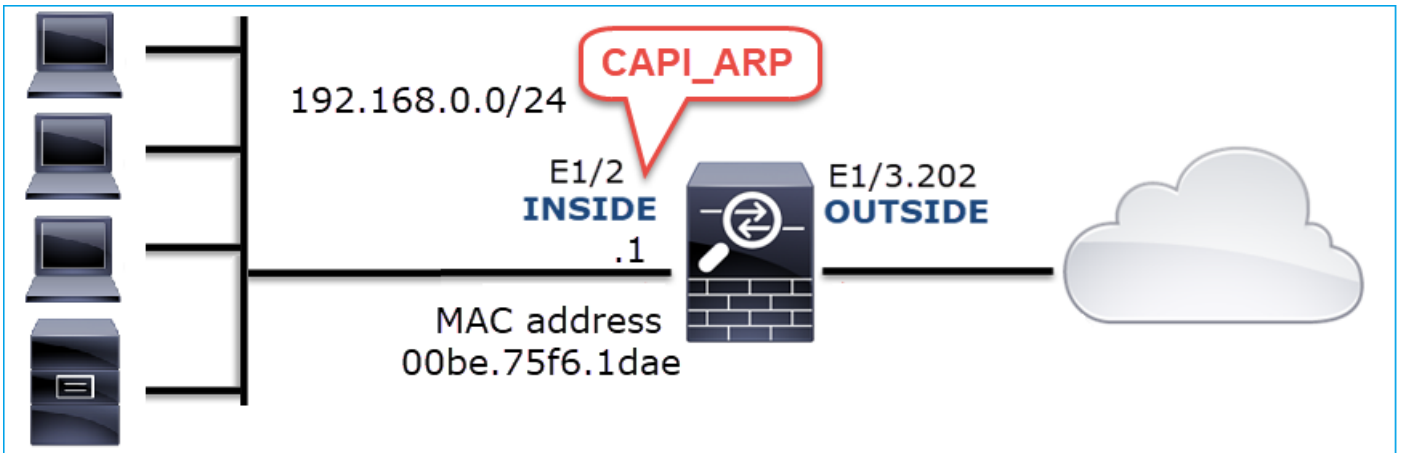 CAPI_ARP
192.168.0.0/24
E1/2
INSIDE
.1
E1/3.202
OUTSIDE
MAC address
00be.75f6.1dae